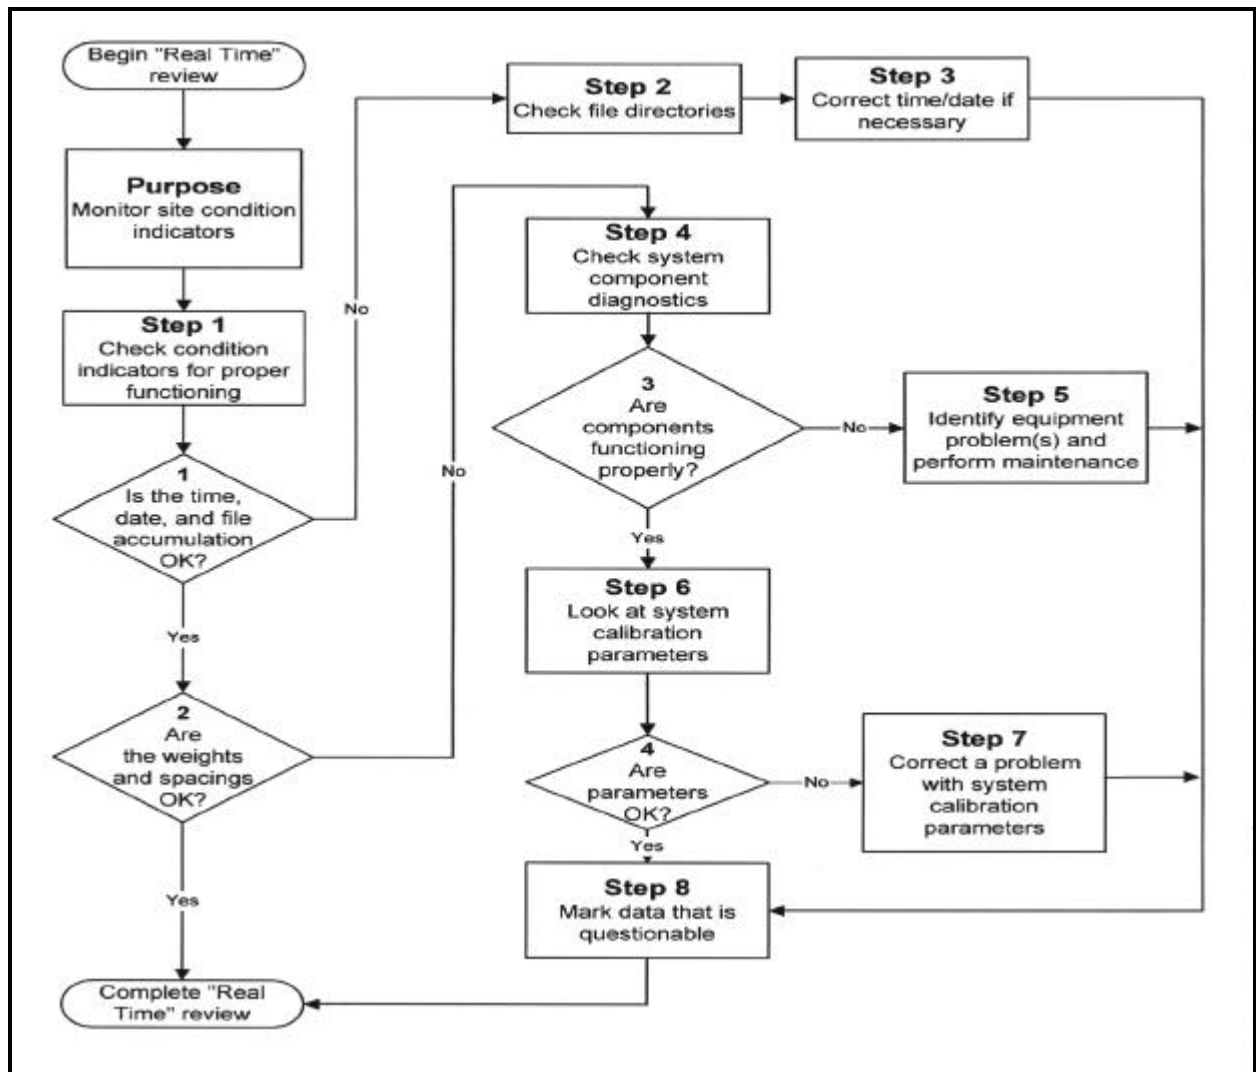 Begin "Real Time"
review
Purpose
Monitor site condition
indicators
Step 1
Check condition
indicators for proper
functioning
1
Is the time,
date, and file
accumulation
OK?
No
Yes
2
Are
the weights
and spacings
OK?
No
Yes
Complete "Real
Time" review
Step 2
Check file directories
Step 3
Correct time/date if
necessary
Step 4
Check system
component
diagnostics
3
Are
components
functioning
properly?
No
Step 5
Identify equipment
problem(s) and
perform maintenance
Yes
Step 6
Look at system
calibration
parameters
4
Are
parameters
OK?
No
Step 7
Correct a problem
with system
calibration
parameters
Yes
Step 8
Mark data that is
questionable